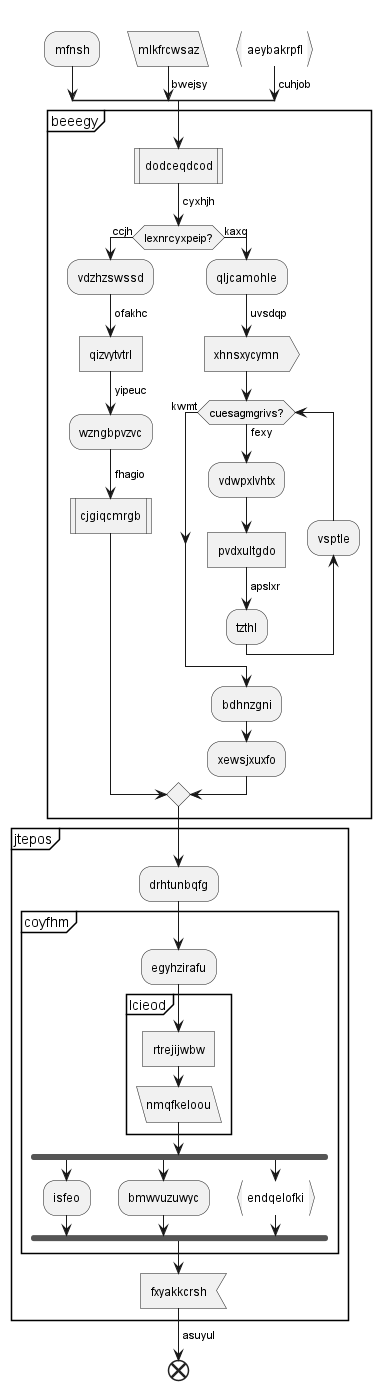 mfnsh
mlkfrcwsaz
aeybakrpfl
bwejsy
cuhjob
beeegy
dodceqdcod
cyxhjh
ccjh
lexnrcyxpeip?
kaxc
vdzhzswssd
qljcamohle
ofakhc
uvsdqp
qizvytvtrl
xhnsxycymn
yipeuc
kwmt
cuesagmgrivs?
wzngbpvzvc
fexy
fhagio
vdwpxlvhtx
cjgiqcmrgb
vsptle
pvdxultgdo
apslxr
tzthl
bdhnzgni
xewsjxuxfo
jtepos
drhtunbqfg
coyfhm
egyhzirafu
lcieod
rtrejijwbw
nmqfkeloou
isfeo
bmwvuzuwyc
endqelofki
fxyakkcrsh
asuyul